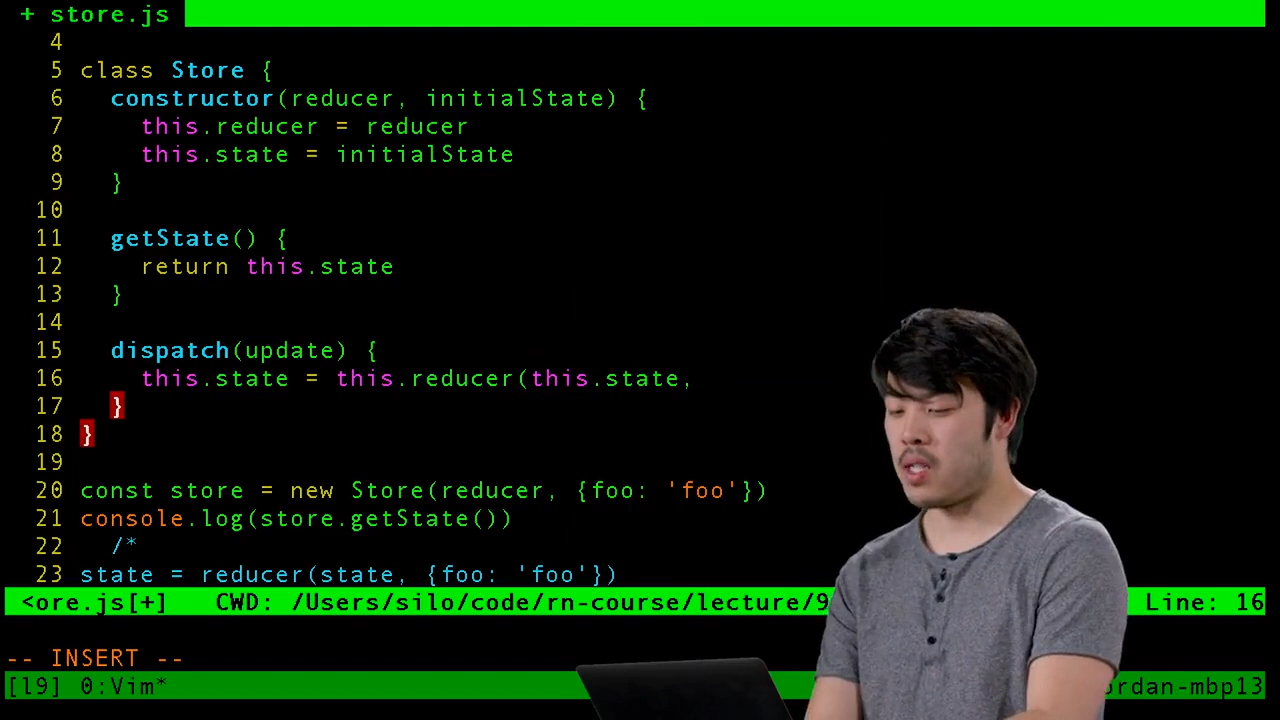 + store.js
4
5 class Store {
6   constructor(reducer, initialState) {
7     this.reducer = reducer
8     this.state = initialState
9   }
10
11   getState() {
12     return this.state
13   }
14
15   dispatch(update) {
16     this.state = this.reducer(this.state,
17   }
18 }
19
20 const store = new Store(reducer, {foo: 'foo'})
21 console.log(store.getState())
22   /*
23 state = reducer(state, {foo: 'foo'})
<ore.js[+]   CWD: /Users/silo/code/rn-course/lecture/9 Line: 16
-- INSERT --
[l9] 0:Vim* ordan-mbp13